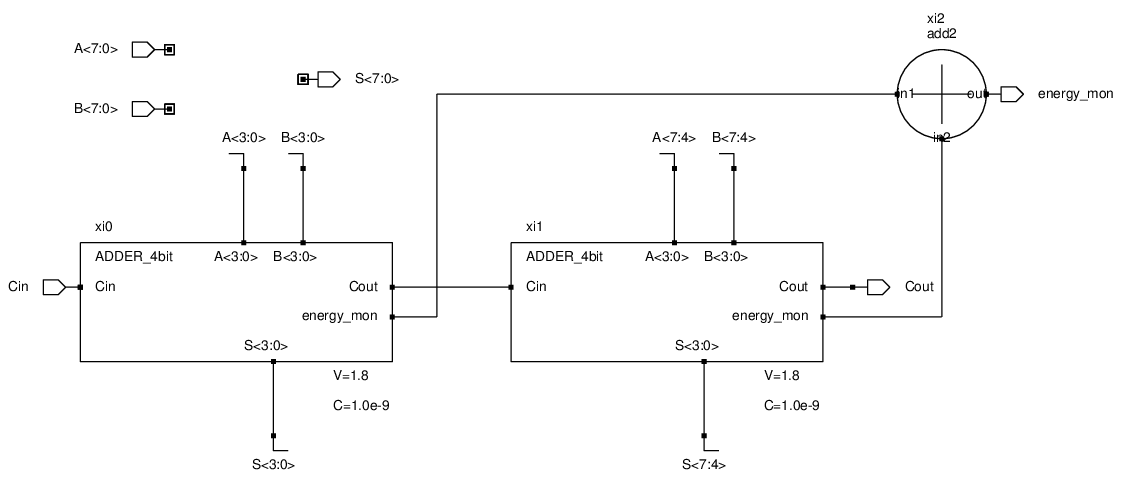 xi2
add2
A<7:0>
S<7:0>
B<7:0>
in1
out
energy_mon
in2
A<3:0>
B<3:0>
A<7:4>
B<7:4>
xi0
xi1
ADDER_4bit
A<3:0>
B<3:0>
ADDER_4bit
A<3:0>
B<3:0>
Cin
Cin
Cout
Cin
Cout
Cout
energy_mon
energy_mon
S<3:0>
S<3:0>
V=1.8
V=1.8
C=1.0e-9
C=1.0e-9
S<3:0>
S<7:4>